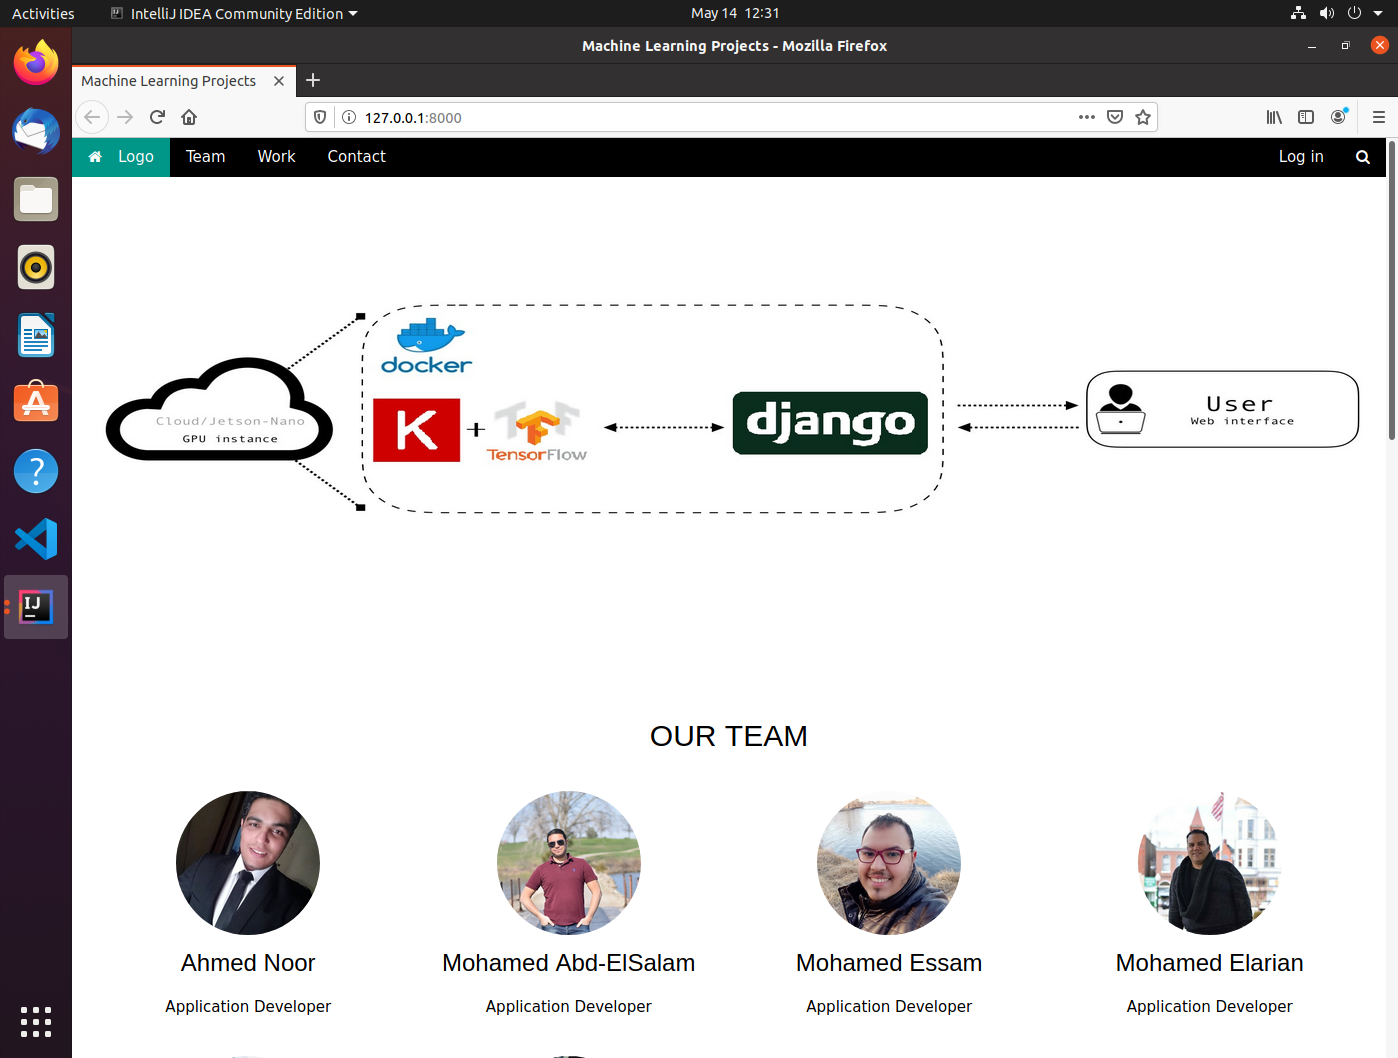 Activities IntelliJ IDEA Community Edition May 14 12:31
Machine Learning Projects - Mozilla Firefox
Machine Learning Projects
127.0.0.1:8000
Logo Team Work Contact Log in
docker
Cloud/Jetson-Nano
GPU instance
K + TensorFlow
django
User
Web interface
OUR TEAM
Ahmed Noor Mohamed Abd-ElSalam Mohamed Essam Mohamed Elarian
Application Developer Application Developer Application Developer Application Developer
IJ